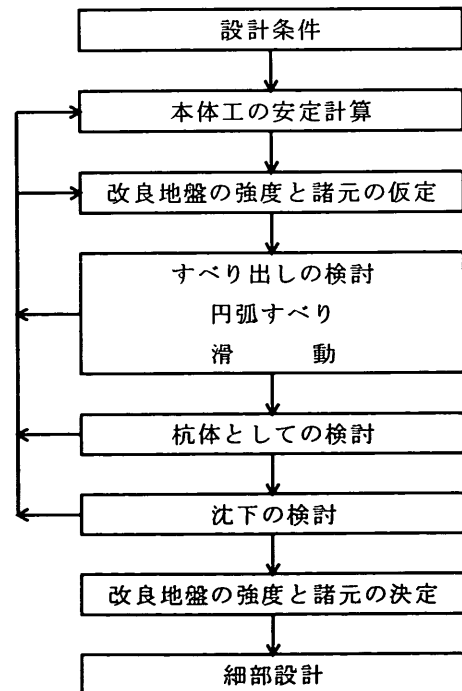 設計条件
本体工の安定計算
改良地盤の強度と諸元の仮定
すべり出しの検討
円弧すべり
滑　　動
杭体としての検討
沈下の検討
改良地盤の強度と諸元の決定
細部設計